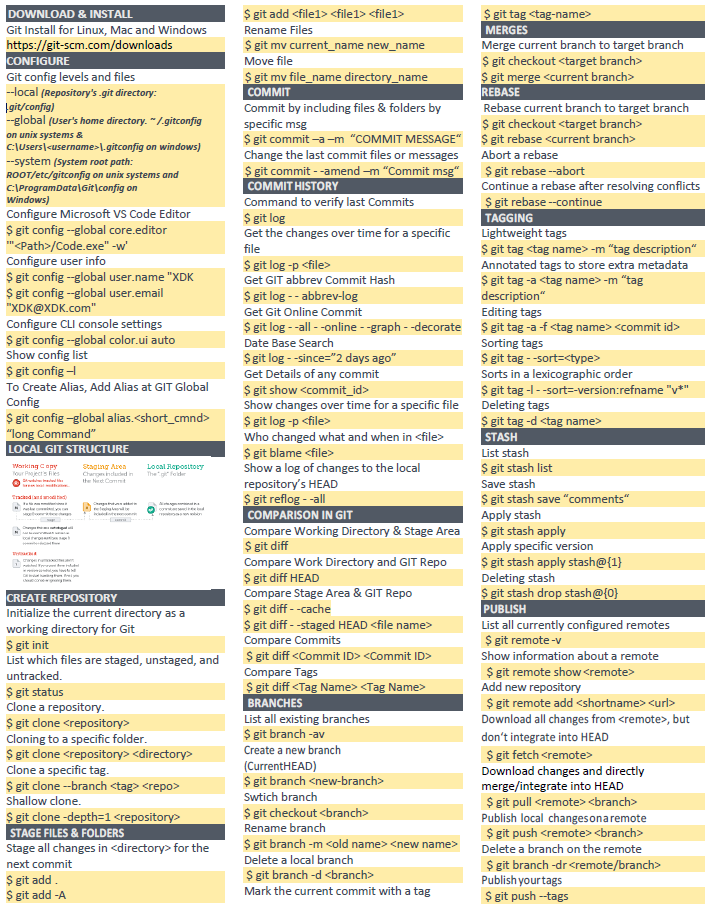 DOWNLOAD & INSTALL
Git Install for Linux, Mac and Windows
https://git-scm.com/downloads
CONFIGURE
Git config levels and files
--local (Repository's .git directory:
.git/config)
--global (User's home directory. ~ /.gitconfig
on unix systems &
C:\Users\<username>\.gitconfig on windows)
--system (System root path:
ROOT/etc/gitconfig on unix systems and
C:\ProgramData\Git\config on
Windows)
Configure Microsoft VS Code Editor
$ git config --global core.editor
'"<Path>/Code.exe" -w'
Configure user info
$ git config --global user.name "XDK
$ git config --global user.email
"XDK@XDK.com"
Configure CLI console settings
$ git config --global color.ui auto
Show config list
$ git config –l
To Create Alias, Add Alias at GIT Global
Config
$ git config –global alias.<short_cmnd>
“long Command”
LOCAL GIT STRUCTURE
Working Copy
Your Project's Files
Staging Area
Changes included in
the Next Commit
Local Repository
The ".git" Folder
CREATE REPOSITORY
Initialize the current directory as a
working directory for Git
$ git init
List which files are staged, unstaged, and
untracked.
$ git status
Clone a repository.
$ git clone <repository>
Cloning to a specific folder.
$ git clone <repository> <directory>
Clone a specific tag.
$ git clone --branch <tag> <repo>
Shallow clone.
$ git clone -depth=1 <repository>
STAGE FILES & FOLDERS
Stage all changes in <directory> for the
next commit
$ git add .
$ git add -A
$ git add <file1> <file1> <file1>
Rename Files
$ git mv current_name new_name
Move file
$ git mv file_name directory_name
COMMIT
Commit by including files & folders by
specific msg
$ git commit –a –m “COMMIT MESSAGE”
Change the last commit files or messages
$ git commit - -amend –m “Commit msg”
COMMIT HISTORY
Command to verify last Commits
$ git log
Get the changes over time for a specific
file
$ git log -p <file>
Get GIT abbrev Commit Hash
$ git log - - abbrev-log
Get Git Online Commit
$ git log - -all - -online - -graph - -decorate
Date Base Search
$ git log - -since=”2 days ago”
Get Details of any commit
$ git show <commit_id>
Show changes over time for a specific file
$ git log -p <file>
Who changed what and when in <file>
$ git blame <file>
Show a log of changes to the local
repository’s HEAD
$ git reflog - -all
COMPARISON IN GIT
Compare Working Directory & Stage Area
$ git diff
Compare Work Directory and GIT Repo
$ git diff HEAD
Compare Stage Area & GIT Repo
$ git diff - -cache
$ git diff - -staged HEAD <file name>
Compare Commits
$ git diff <Commit ID> <Commit ID>
Compare Tags
$ git diff <Tag Name> <Tag Name>
BRANCHES
List all existing branches
$ git branch -av
Create a new branch
(CurrentHEAD)
$ git branch <new-branch>
Swtich branch
$ git checkout <branch>
Rename branch
$ git branch -m <old name> <new name>
Delete a local branch
$ git branch -d <branch>
Mark the current commit with a tag
$ git tag <tag-name>
MERGES
Merge current branch to target branch
$ git checkout <target branch>
$ git merge <current branch>
REBASE
Rebase current branch to target branch
$ git checkout <target branch>
$ git rebase <current branch>
Abort a rebase
$ git rebase --abort
Continue a rebase after resolving conflicts
$ git rebase --continue
TAGGING
Lightweight tags
$ git tag <tag name> -m “tag description”
Annotated tags to store extra metadata
$ git tag -a <tag name> -m “tag
description”
Editing tags
$ git tag -a -f <tag name> <commit id>
Sorting tags
$ git tag - -sort=<type>
Sorts in a lexicographic order
$ git tag -l - -sort=-version:refname "v*"
Deleting tags
$ git tag -d <tag name>
STASH
List stash
$ git stash list
Save stash
$ git stash save “comments”
Apply stash
$ git stash apply
Apply specific version
$ git stash apply stash@{1}
Deleting stash
$ git stash drop stash@{0}
PUBLISH
List all currently configured remotes
$ git remote -v
Show information about a remote
$ git remote show <remote>
Add new repository
$ git remote add <shortname> <url>
Download all changes from <remote>, but
don’t integrate into HEAD
$ git fetch <remote>
Download changes and directly
merge/integrate into HEAD
$ git pull <remote> <branch>
Publish local changes on a remote
$ git push <remote> <branch>
Delete a branch on the remote
$ git branch -dr <remote/branch>
Publish your tags
$ git push --tags